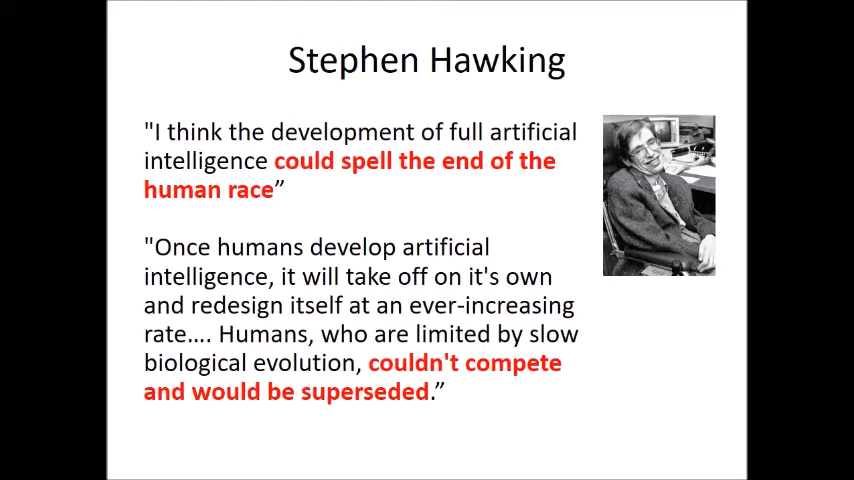 Stephen Hawking
"I think the development of full artificial
intelligence could spell the end of the
human race”
"Once humans develop artificial
intelligence, it will take off on it's own
and redesign itself at an ever-increasing
rate…. Humans, who are limited by slow
biological evolution, couldn't compete
and would be superseded.”